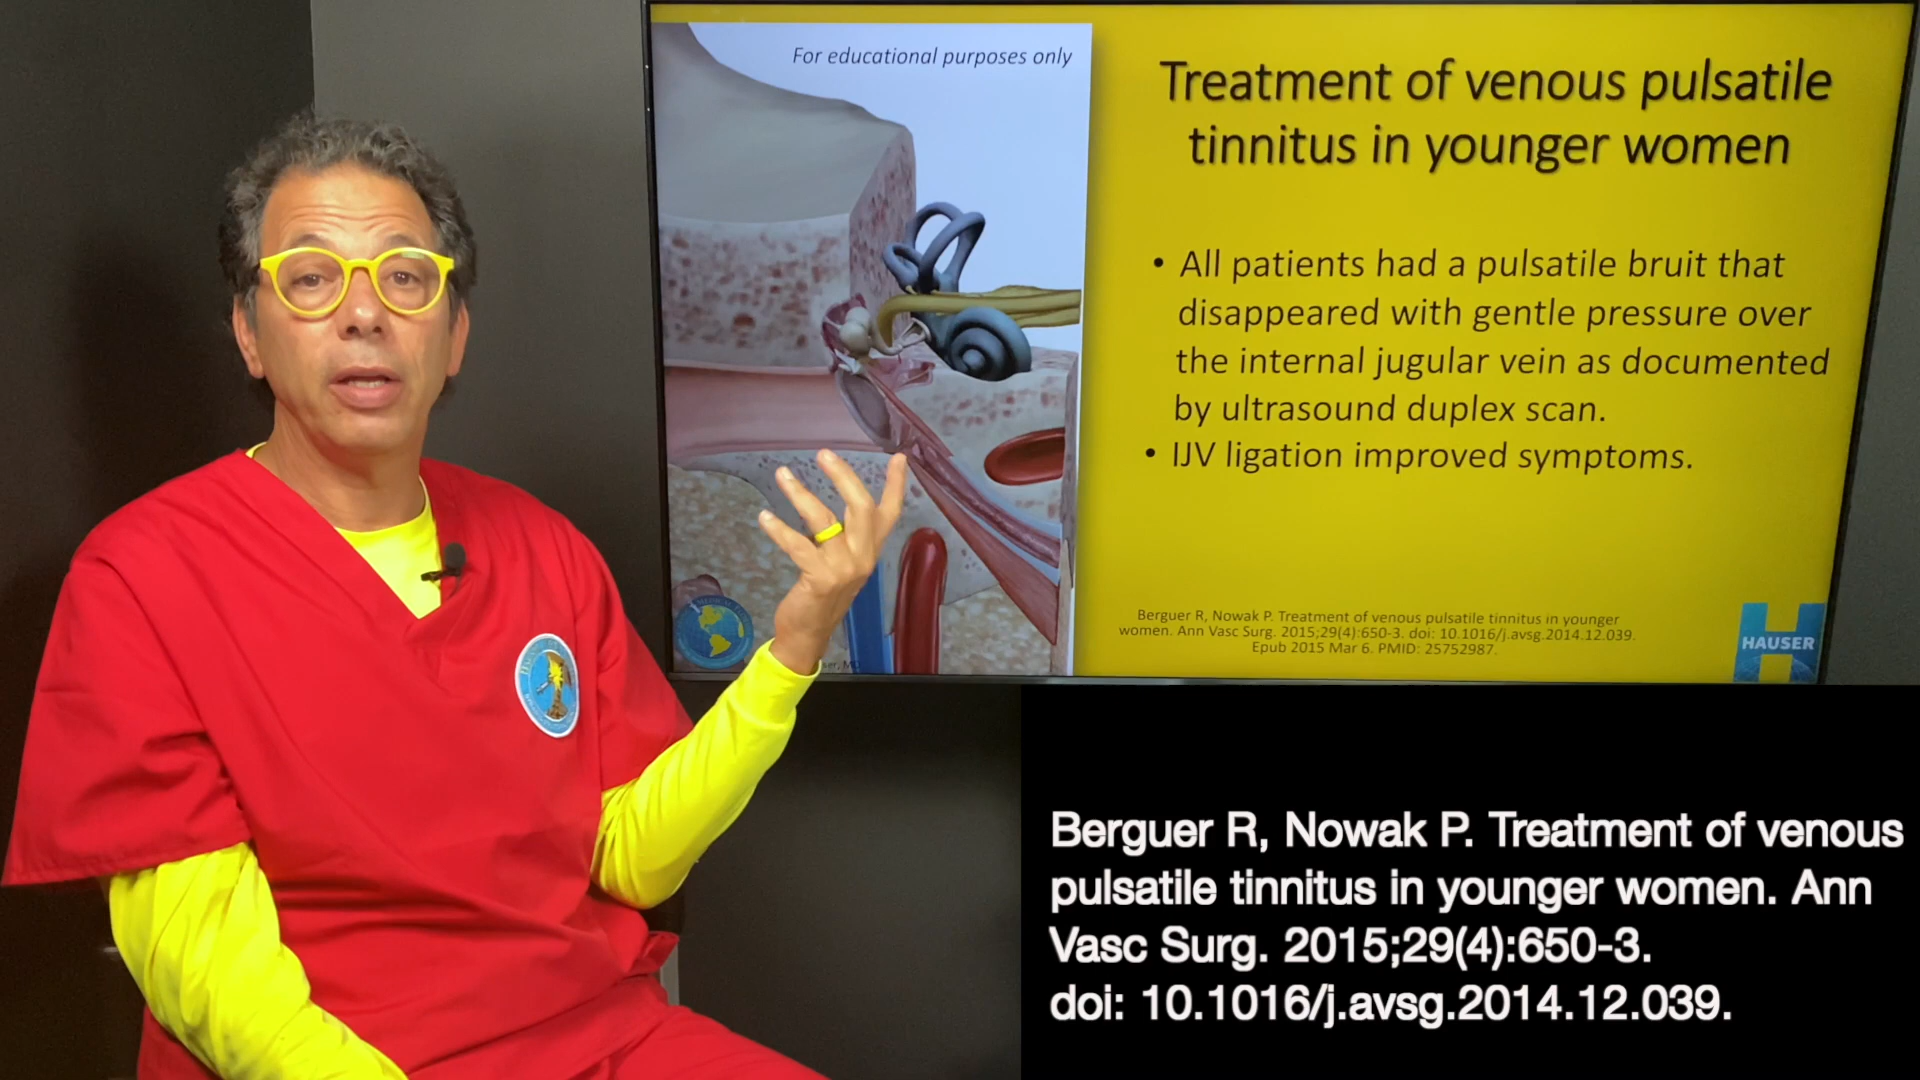 For educational purposes only
Treatment of venous pulsatile
tinnitus in younger women
• All patients had a pulsatile bruit that
disappeared with gentle pressure over
the internal jugular vein as documented
by ultrasound duplex scan.
• IJV ligation improved symptoms.
Berguer R, Nowak P. Treatment of venous pulsatile tinnitus in younger
women. Ann Vasc Surg. 2015;29(4):650-3. doi: 10.1016/j.avsg.2014.12.039.
Epub 2015 Mar 6. PMID: 25752987.
HAUSER
Berguer R, Nowak P. Treatment of venous
pulsatile tinnitus in younger women. Ann
Vasc Surg. 2015;29(4):650-3.
doi: 10.1016/j.avsg.2014.12.039.